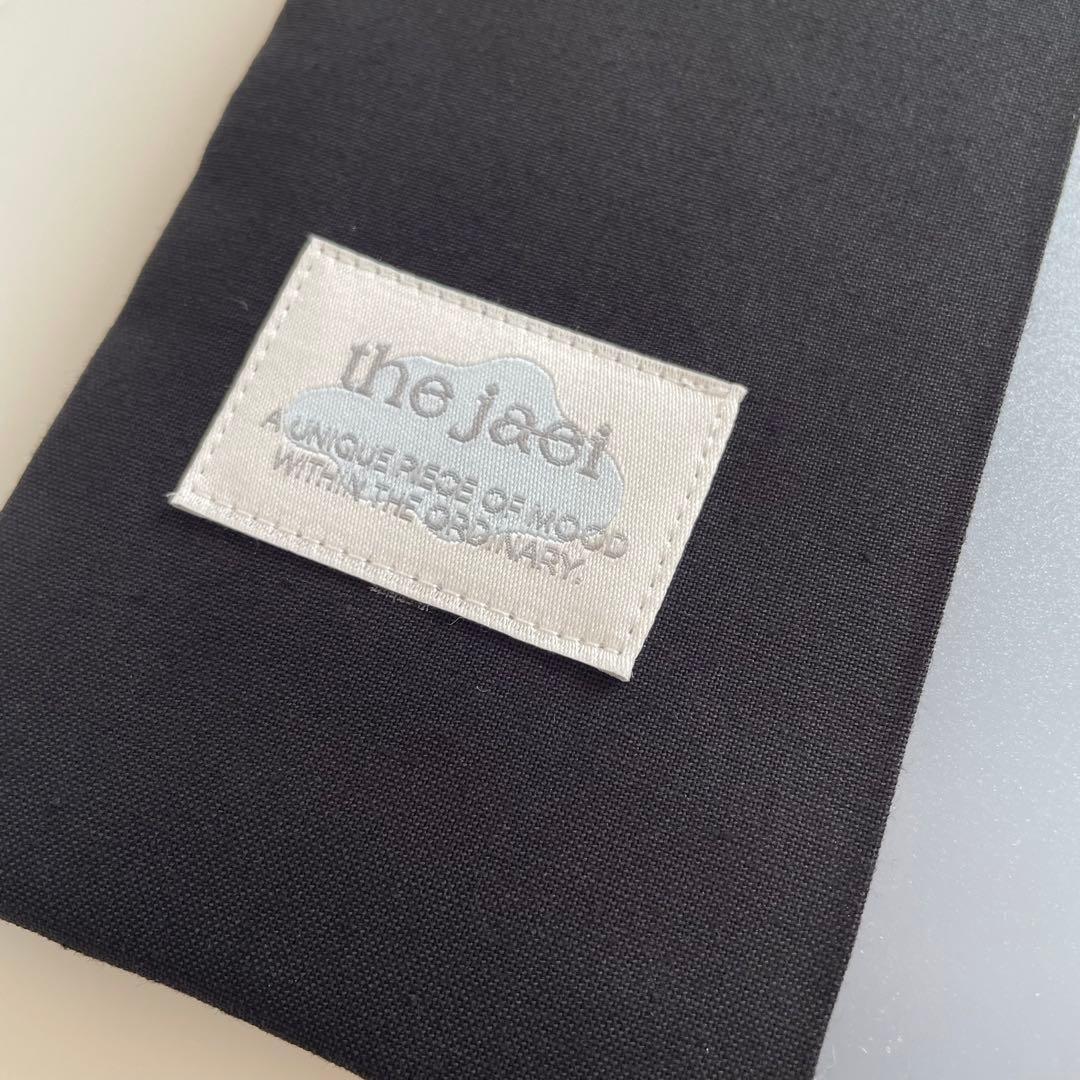 the jaei
A UNIQUE PIECE OF MOOD
WITHIN THE ORDINARY.